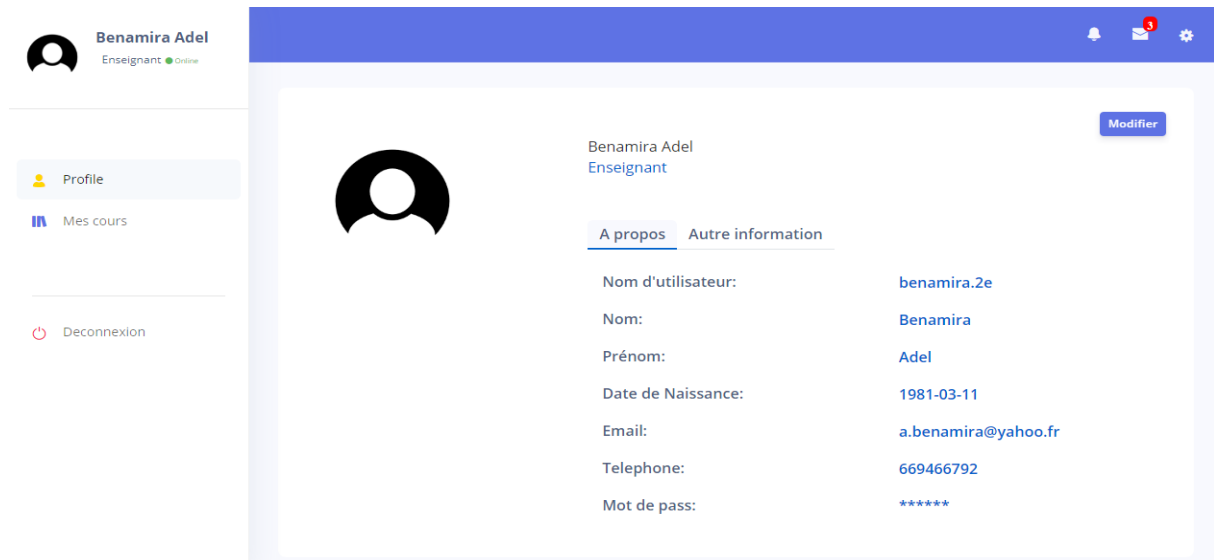 Benamira Adel
Enseignant Online
3
Profile
Mes cours
Deconnexion
Modifier
Benamira Adel
Enseignant
A propos Autre information
Nom d'utilisateur: benamira.2e
Nom: Benamira
Prénom: Adel
Date de Naissance: 1981-03-11
Email: a.benamira@yahoo.fr
Telephone: 669466792
Mot de pass: ******